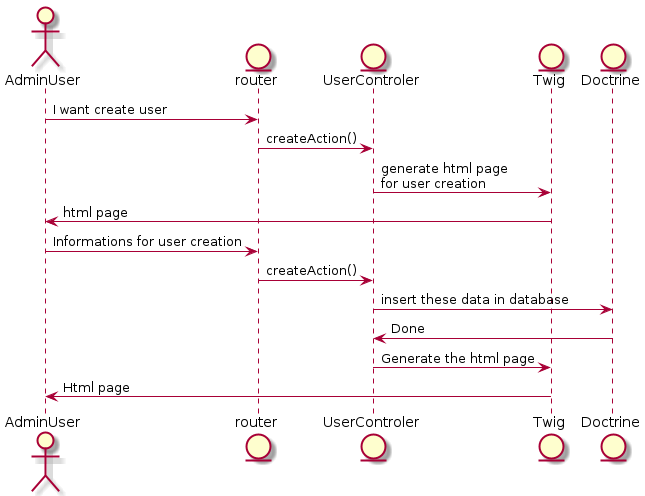 AdminUser
router
UserControler
Twig
Doctrine
I want create user
createAction()
generate html page
for user creation
html page
Informations for user creation
createAction()
insert these data in database
Done
Generate the html page
Html page
AdminUser
router
UserControler
Twig
Doctrine